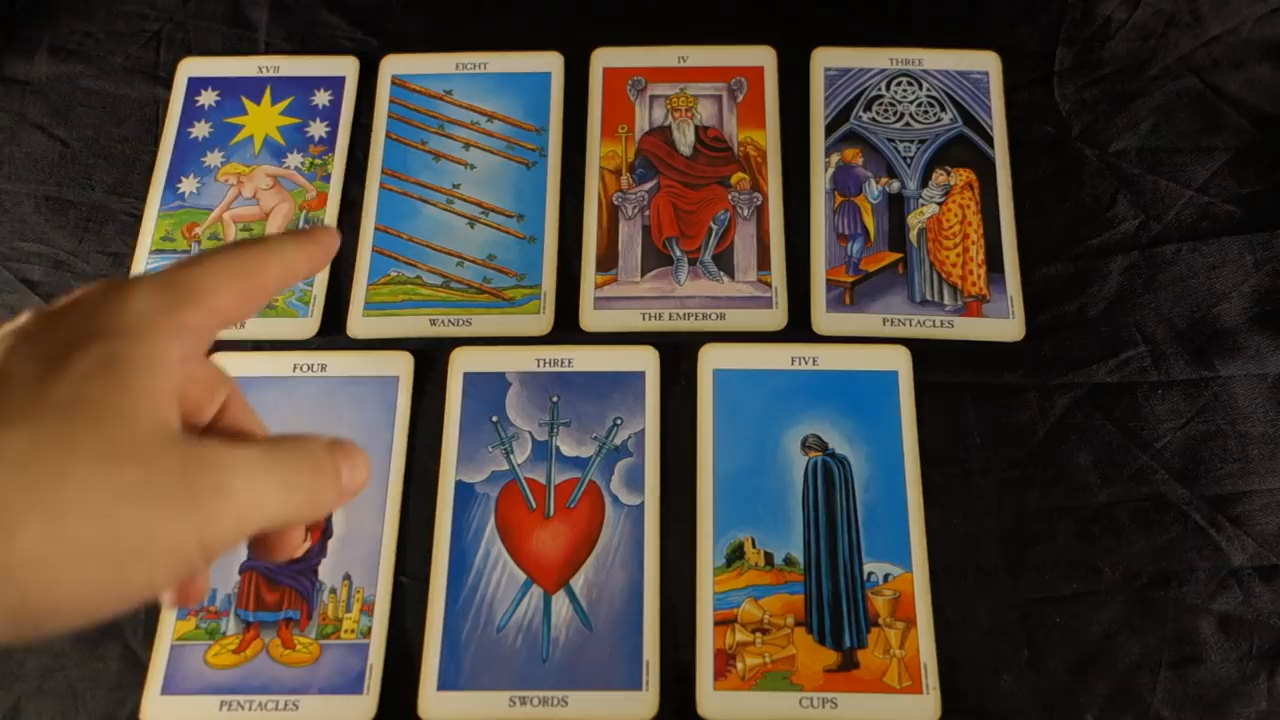 XVII
EIGHT
WANDS
IV
THE EMPEROR
THREE
PENTACLES
FOUR
PENTACLES
THREE
SWORDS
FIVE
CUPS